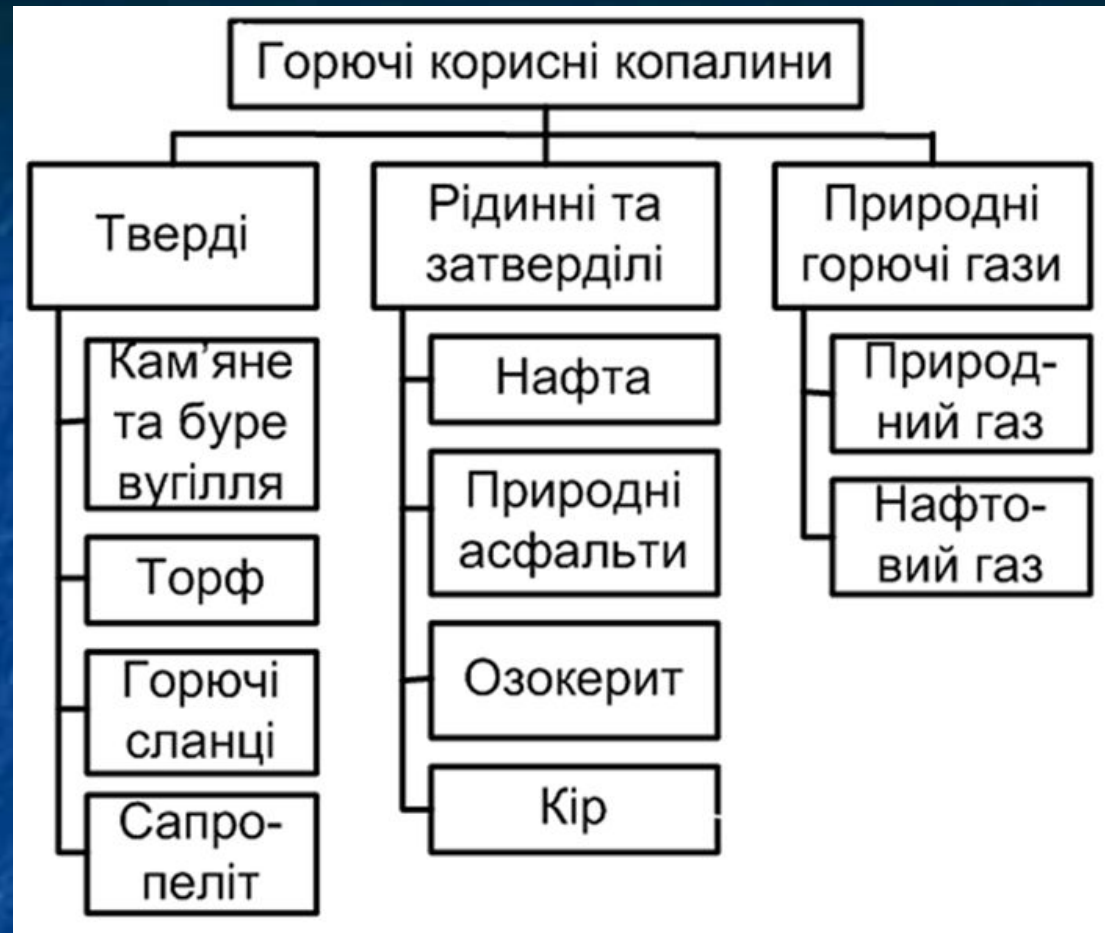 Горючі корисні копалини
Тверді
Кам’яне
та буре
вугілля
Торф
Горючі
сланці
Сапро-
пеліт
Рідинні та
затверділі
Нафта
Природні
асфальти
Озокерит
Кір
Природні
горючі гази
Природ-
ний газ
Нафто-
вий газ